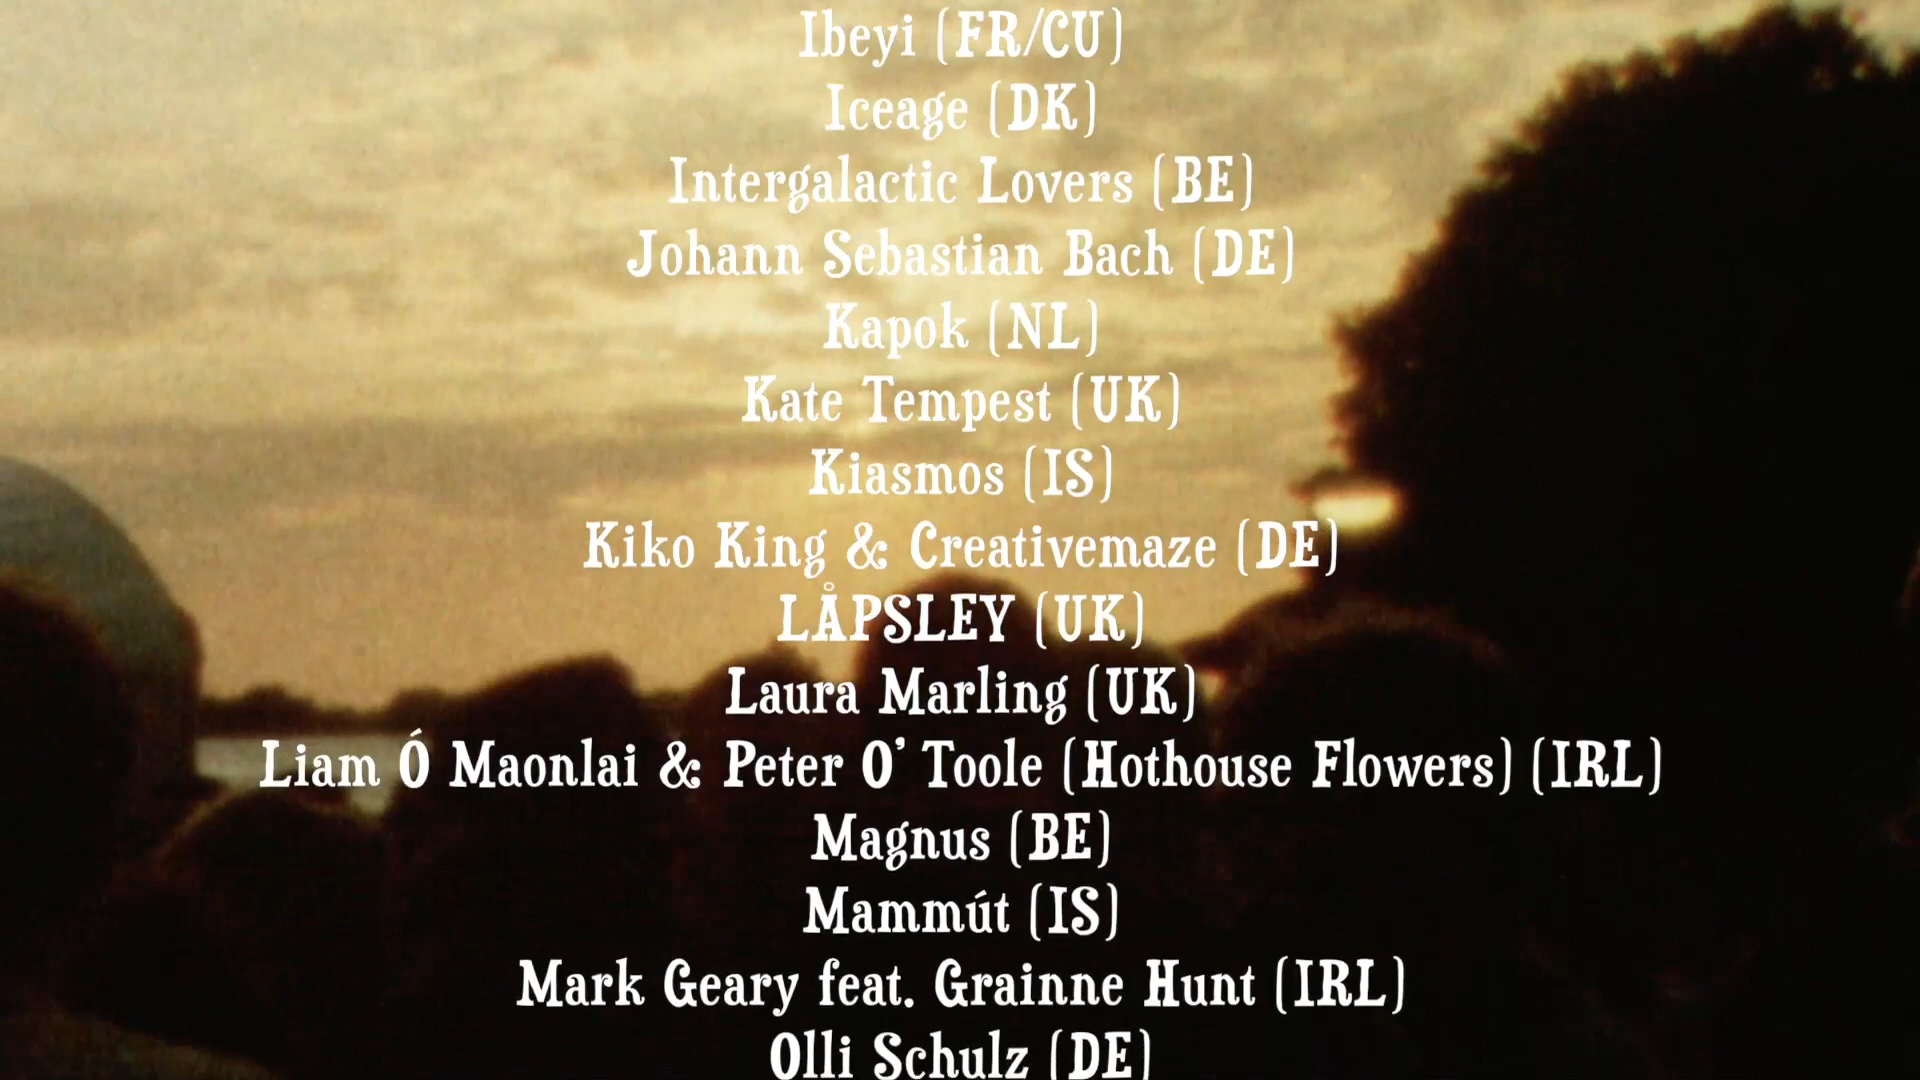 Ibeyi (FR/CU)
Iceage (DK)
Intergalactic Lovers (BE)
Johann Sebastian Bach (DE)
Kapok (NL)
Kate Tempest (UK)
Kiasmos (IS)
Kiko King & Creativemaze (DE)
LÅPSLEY (UK)
Laura Marling (UK)
Liam Ó Maonlai & Peter O' Toole (Hothouse Flowers) (IRL)
Magnus (BE)
Mammút (IS)
Mark Geary feat. Grainne Hunt (IRL)
Olli Schulz (DE)